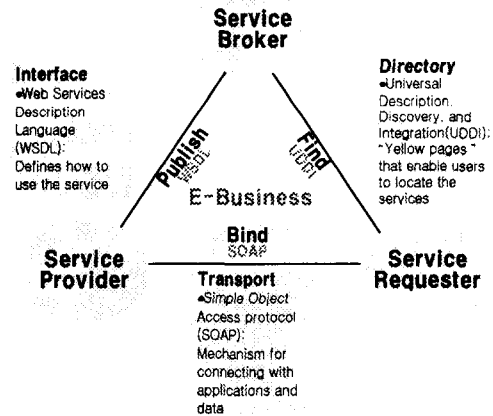 Service
Broker
Interface
•Web Services
Description
Language
(WSDL):
Defines how to
use the service
Directory
•Universal
Description,
Discovery, and
Integration(UDDI):
"Yellow pages"
that enable users
to locate the
services
Publish
WSDL
Find
UDDI
E-Business
Bind
SOAP
Service
Provider
Service
Requester
Transport
•Simple Object
Access protocol
(SOAP):
Mechanism for
connecting with
applications and
data